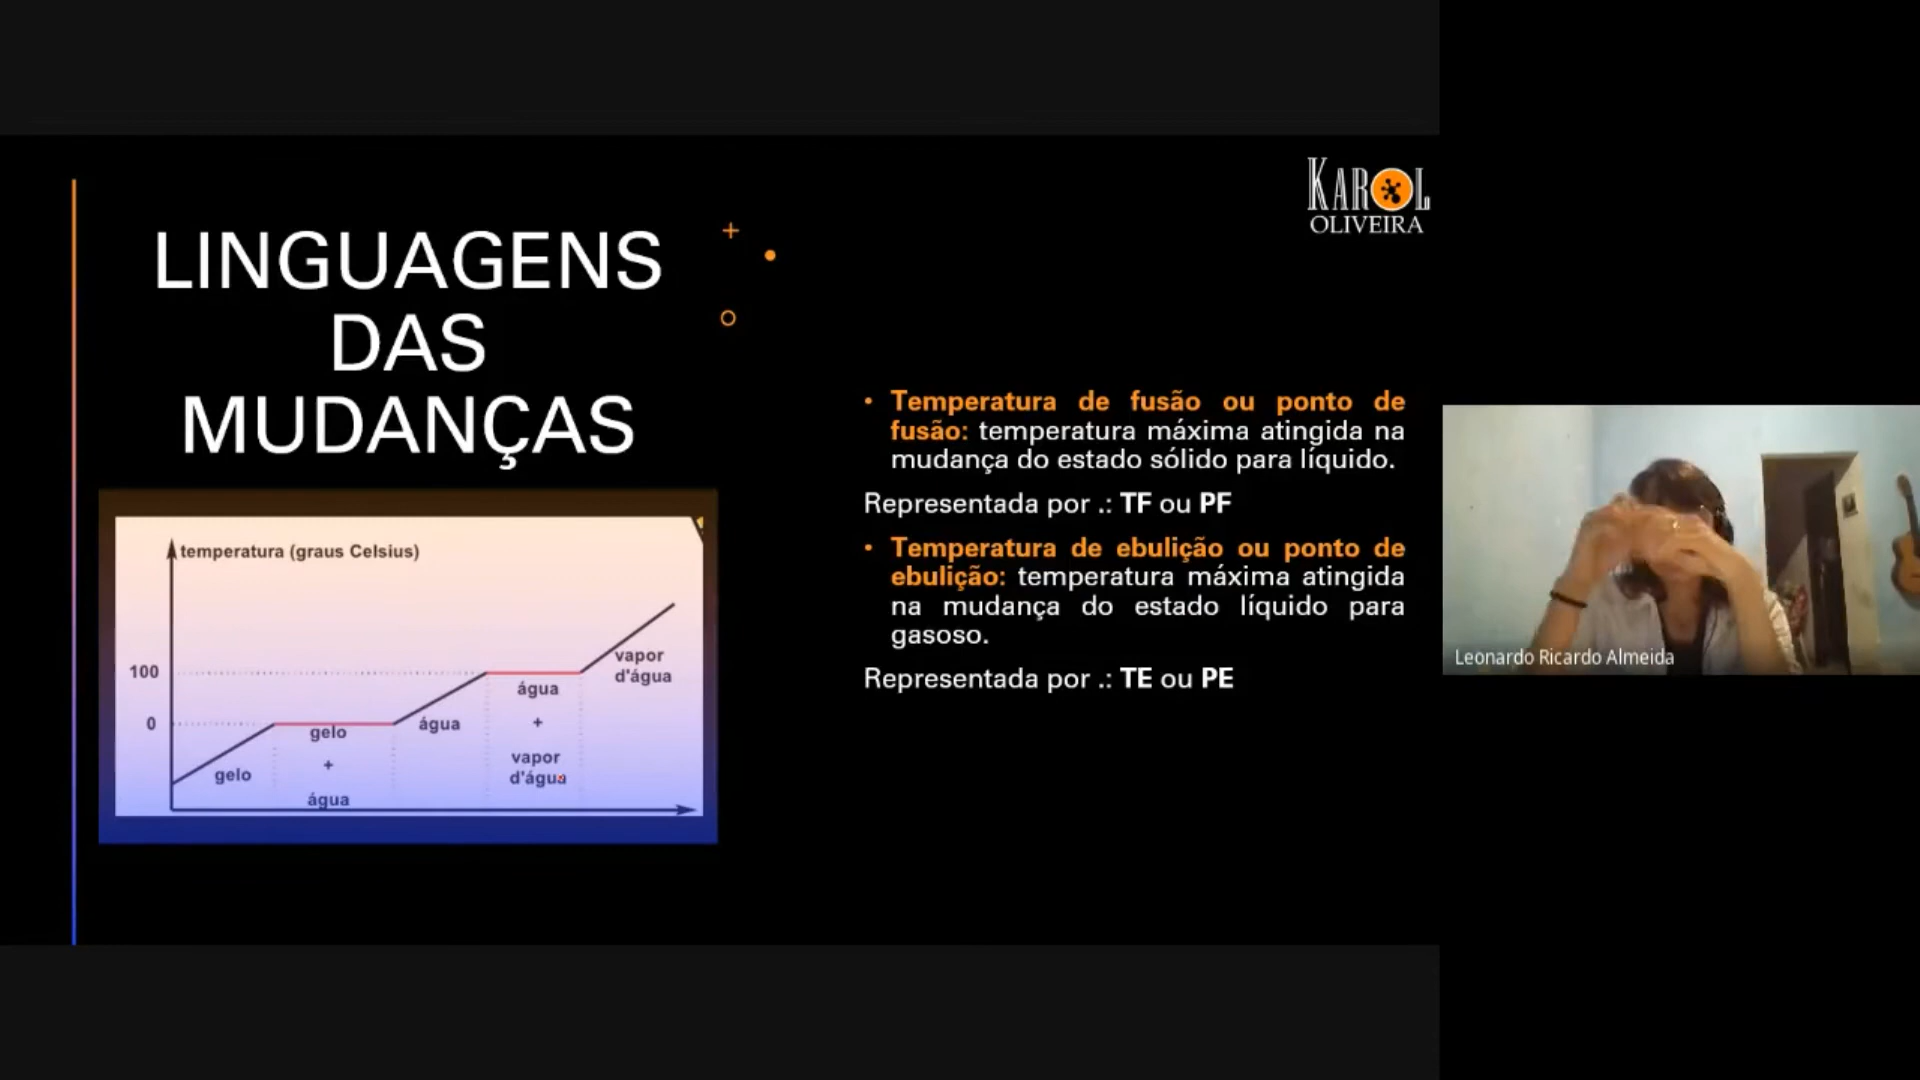 KAROL
OLIVEIRA
LINGUAGENS
DAS
MUDANÇAS
temperatura (graus Celsius)
100
0
gelo
gelo
+
água
água
água
+
vapor
d'água
vapor
d'água
• Temperatura de fusão ou ponto de
fusão: temperatura máxima atingida na
mudança do estado sólido para líquido.
Representada por .: TF ou PF
• Temperatura de ebulição ou ponto de
ebulição: temperatura máxima atingida
na mudança do estado líquido para
gasoso.
Representada por .: TE ou PE
Leonardo Ricardo Almeida